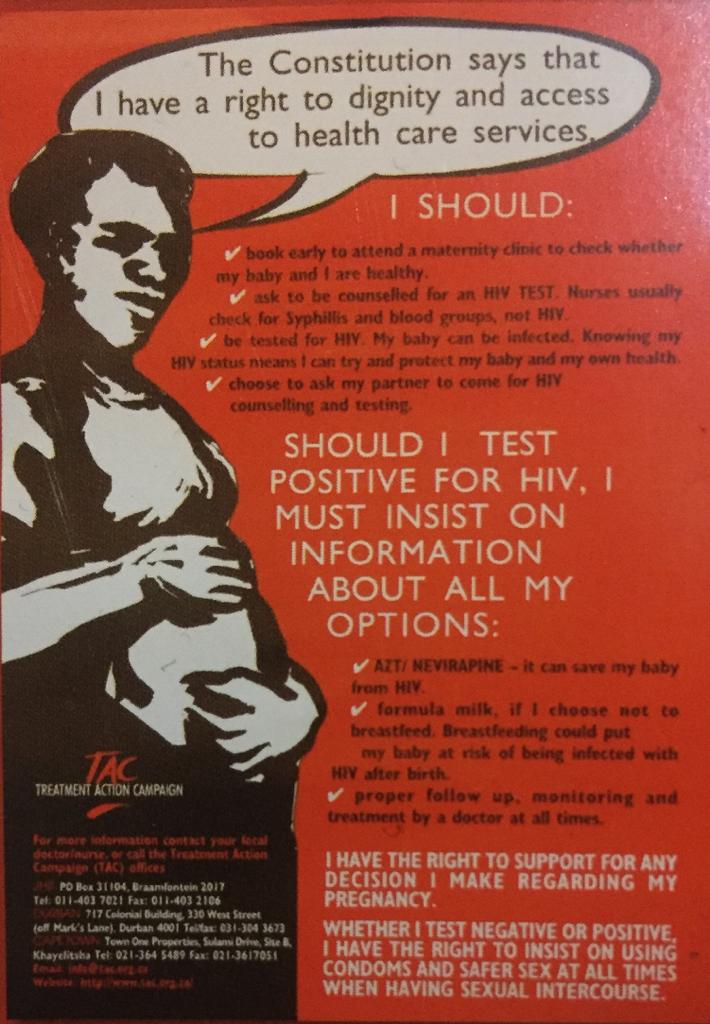 The Constitution says that
I have a right to dignity and access
to health care services.
I SHOULD:
✔ book early to attend a maternity clinic to check whether
my baby and I are healthy.
✔ ask to be counselled for an HIV TEST. Nurses usually
check for Syphillis and blood groups, not HIV.
✔ be tested for HIV. My baby can be infected. Knowing my
HIV status means I can try and protect my baby and my own health.
✔ choose to ask my partner to come for HIV
counselling and testing.
SHOULD I TEST
POSITIVE FOR HIV, I
MUST INSIST ON
INFORMATION
ABOUT ALL MY
OPTIONS:
✔ AZT/ NEVIRAPINE - it can save my baby
from HIV.
✔ formula milk, if I choose not to
breastfeed. Breastfeeding could put
my baby at risk of being infected with
HIV after birth.
✔ proper follow up, monitoring and
treatment by a doctor at all times.
I HAVE THE RIGHT TO SUPPORT FOR ANY
DECISION I MAKE REGARDING MY
PREGNANCY.
WHETHER I TEST NEGATIVE OR POSITIVE,
I HAVE THE RIGHT TO INSIST ON USING
CONDOMS AND SAFER SEX AT ALL TIMES
WHEN HAVING SEXUAL INTERCOURSE.
TAC
TREATMENT ACTION CAMPAIGN
For more information contact your local
doctor/nurse, or call the Treatment Action
Campaign (TAC) offices
JHB PO Box 31104, Braamfontein 2017
Tel: 011-403 7021 Fax: 011-403 2106
DURBAN 717 Colonial Building, 330 West Street
(off Mark's Lane), Durban 4001 Tel/fax: 031-304 3673
CAPE TOWN Town One Properties, Sulami Drive, Site B,
Khayelitsha Tel: 021-364 5489 Fax: 021-3617051
Email: info@tac.org.za
Website: http://www.tac.org.za/